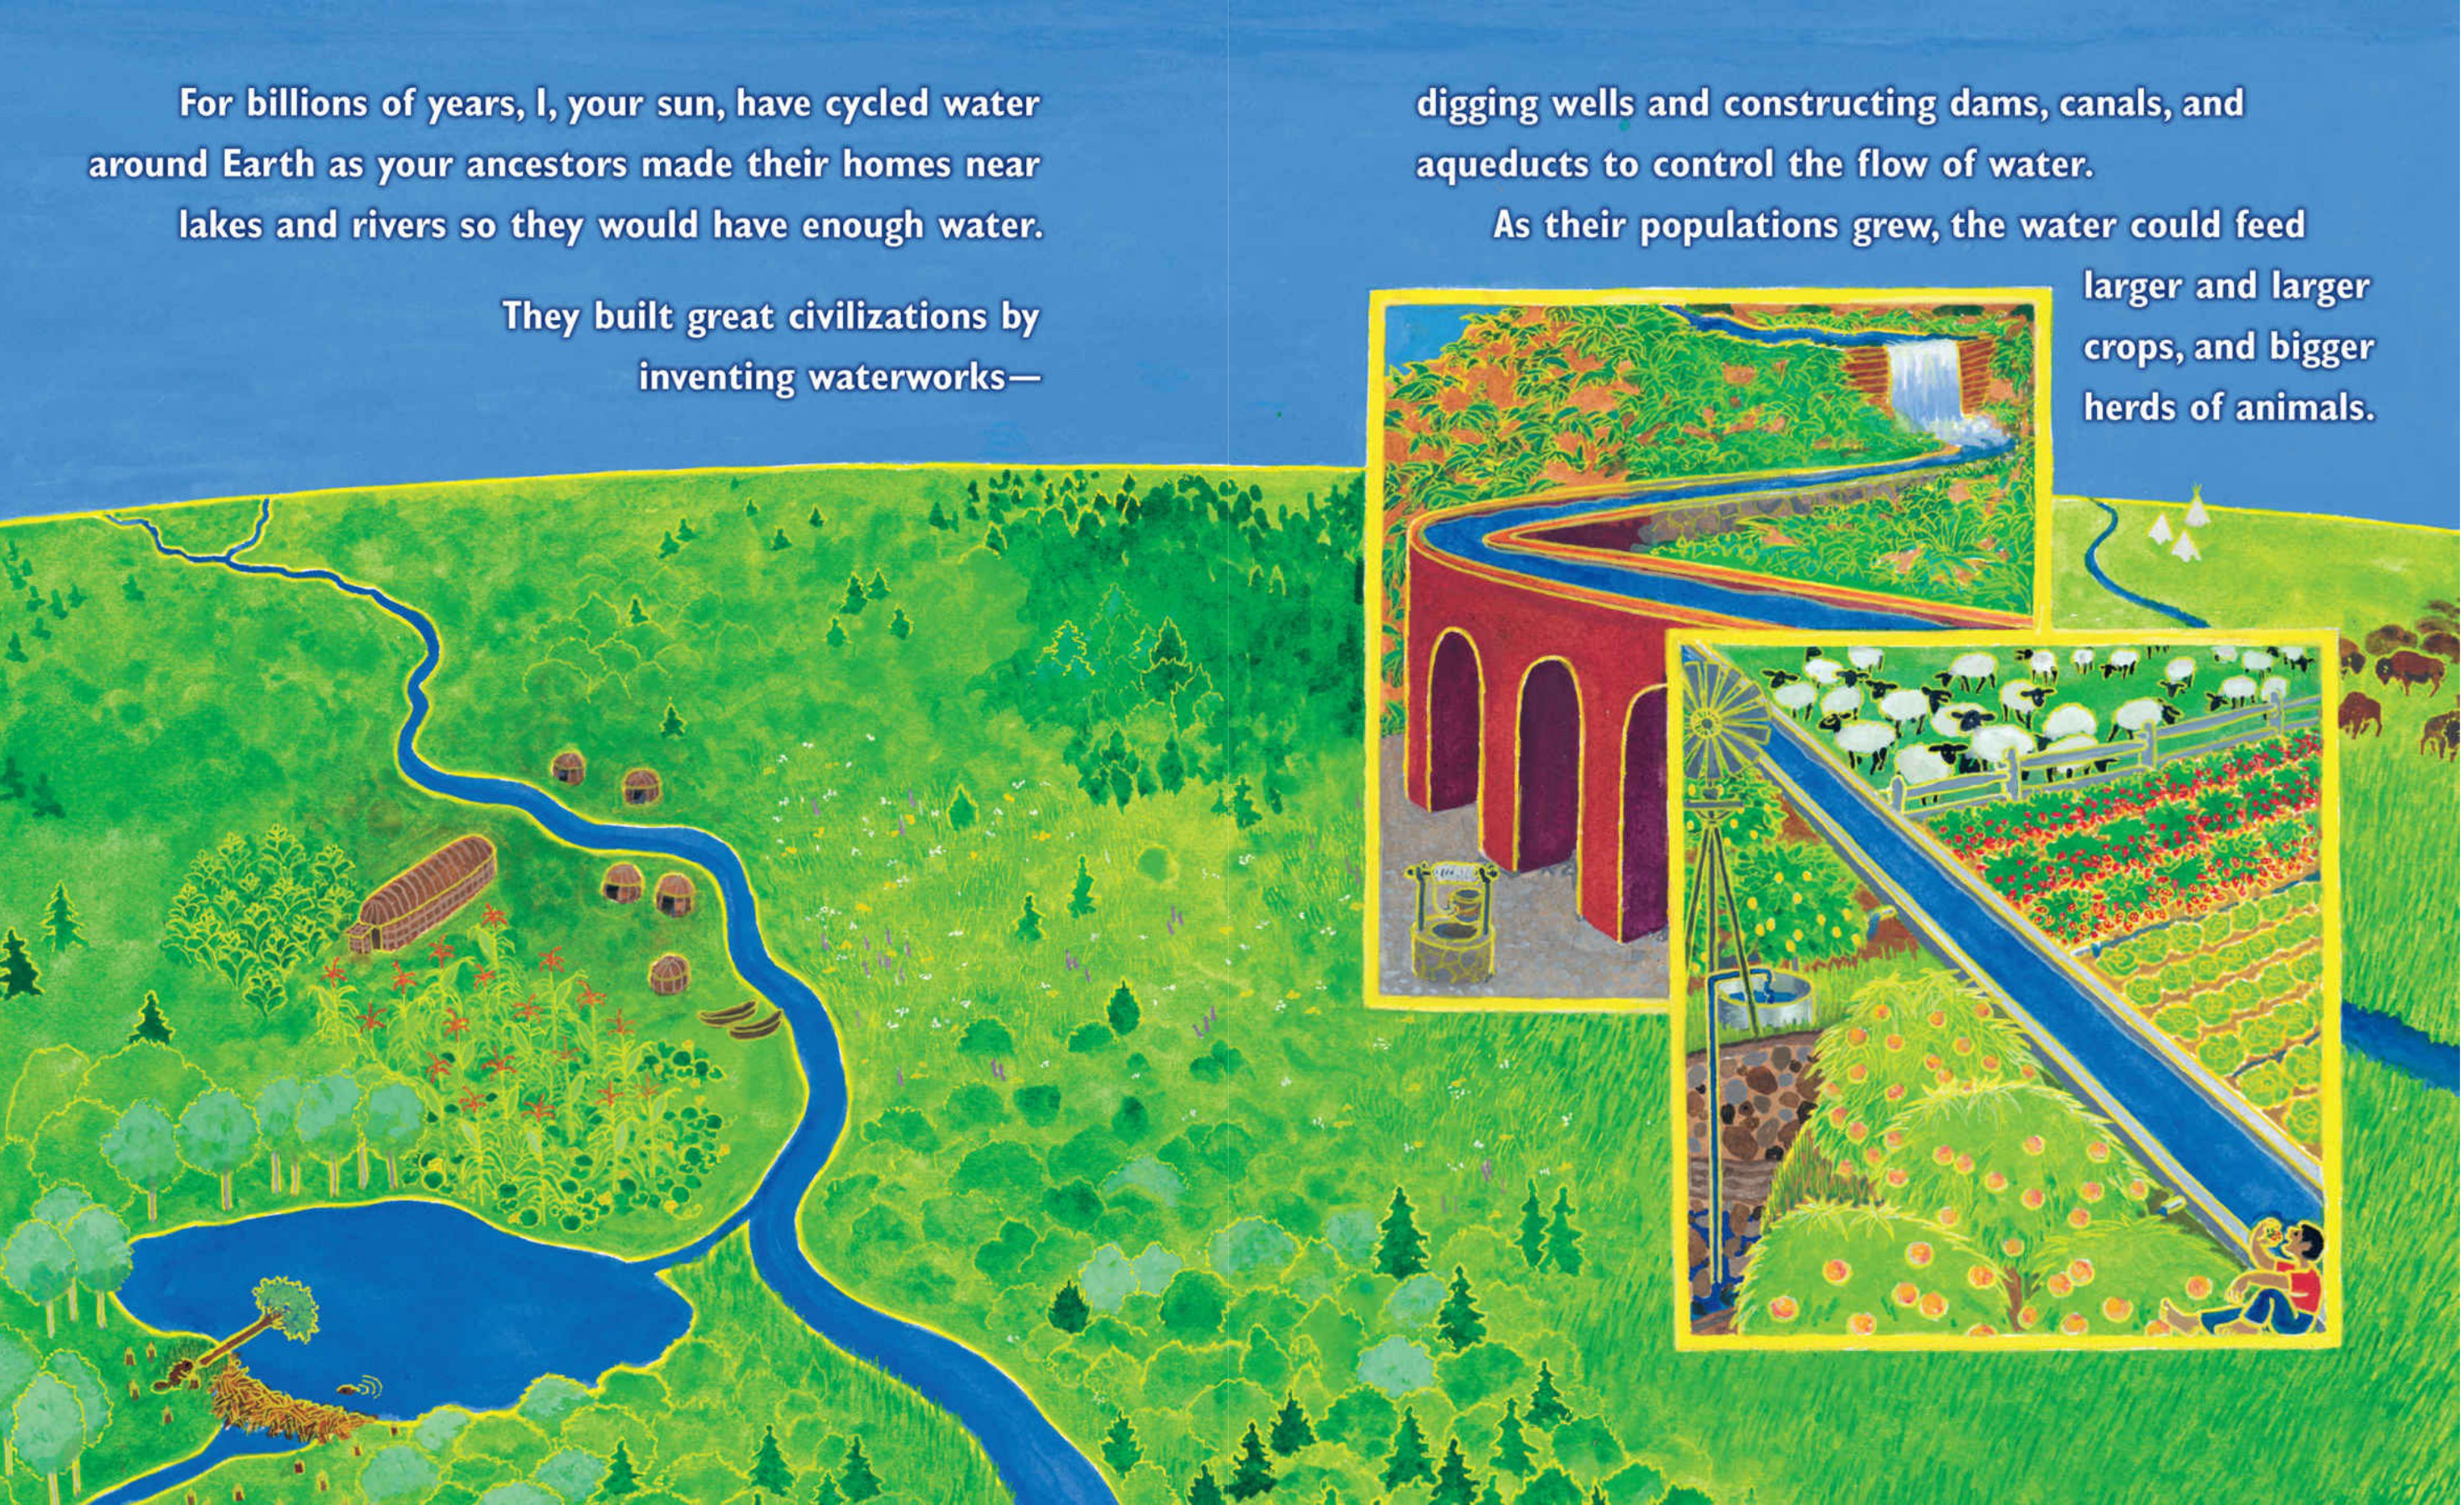 For billions of years, I, your sun, have cycled water
around Earth as your ancestors made their homes near
lakes and rivers so they would have enough water.
They built great civilizations by
inventing waterworks—
digging wells and constructing dams, canals, and
aqueducts to control the flow of water.
As their populations grew, the water could feed
larger and larger
crops, and bigger
herds of animals.